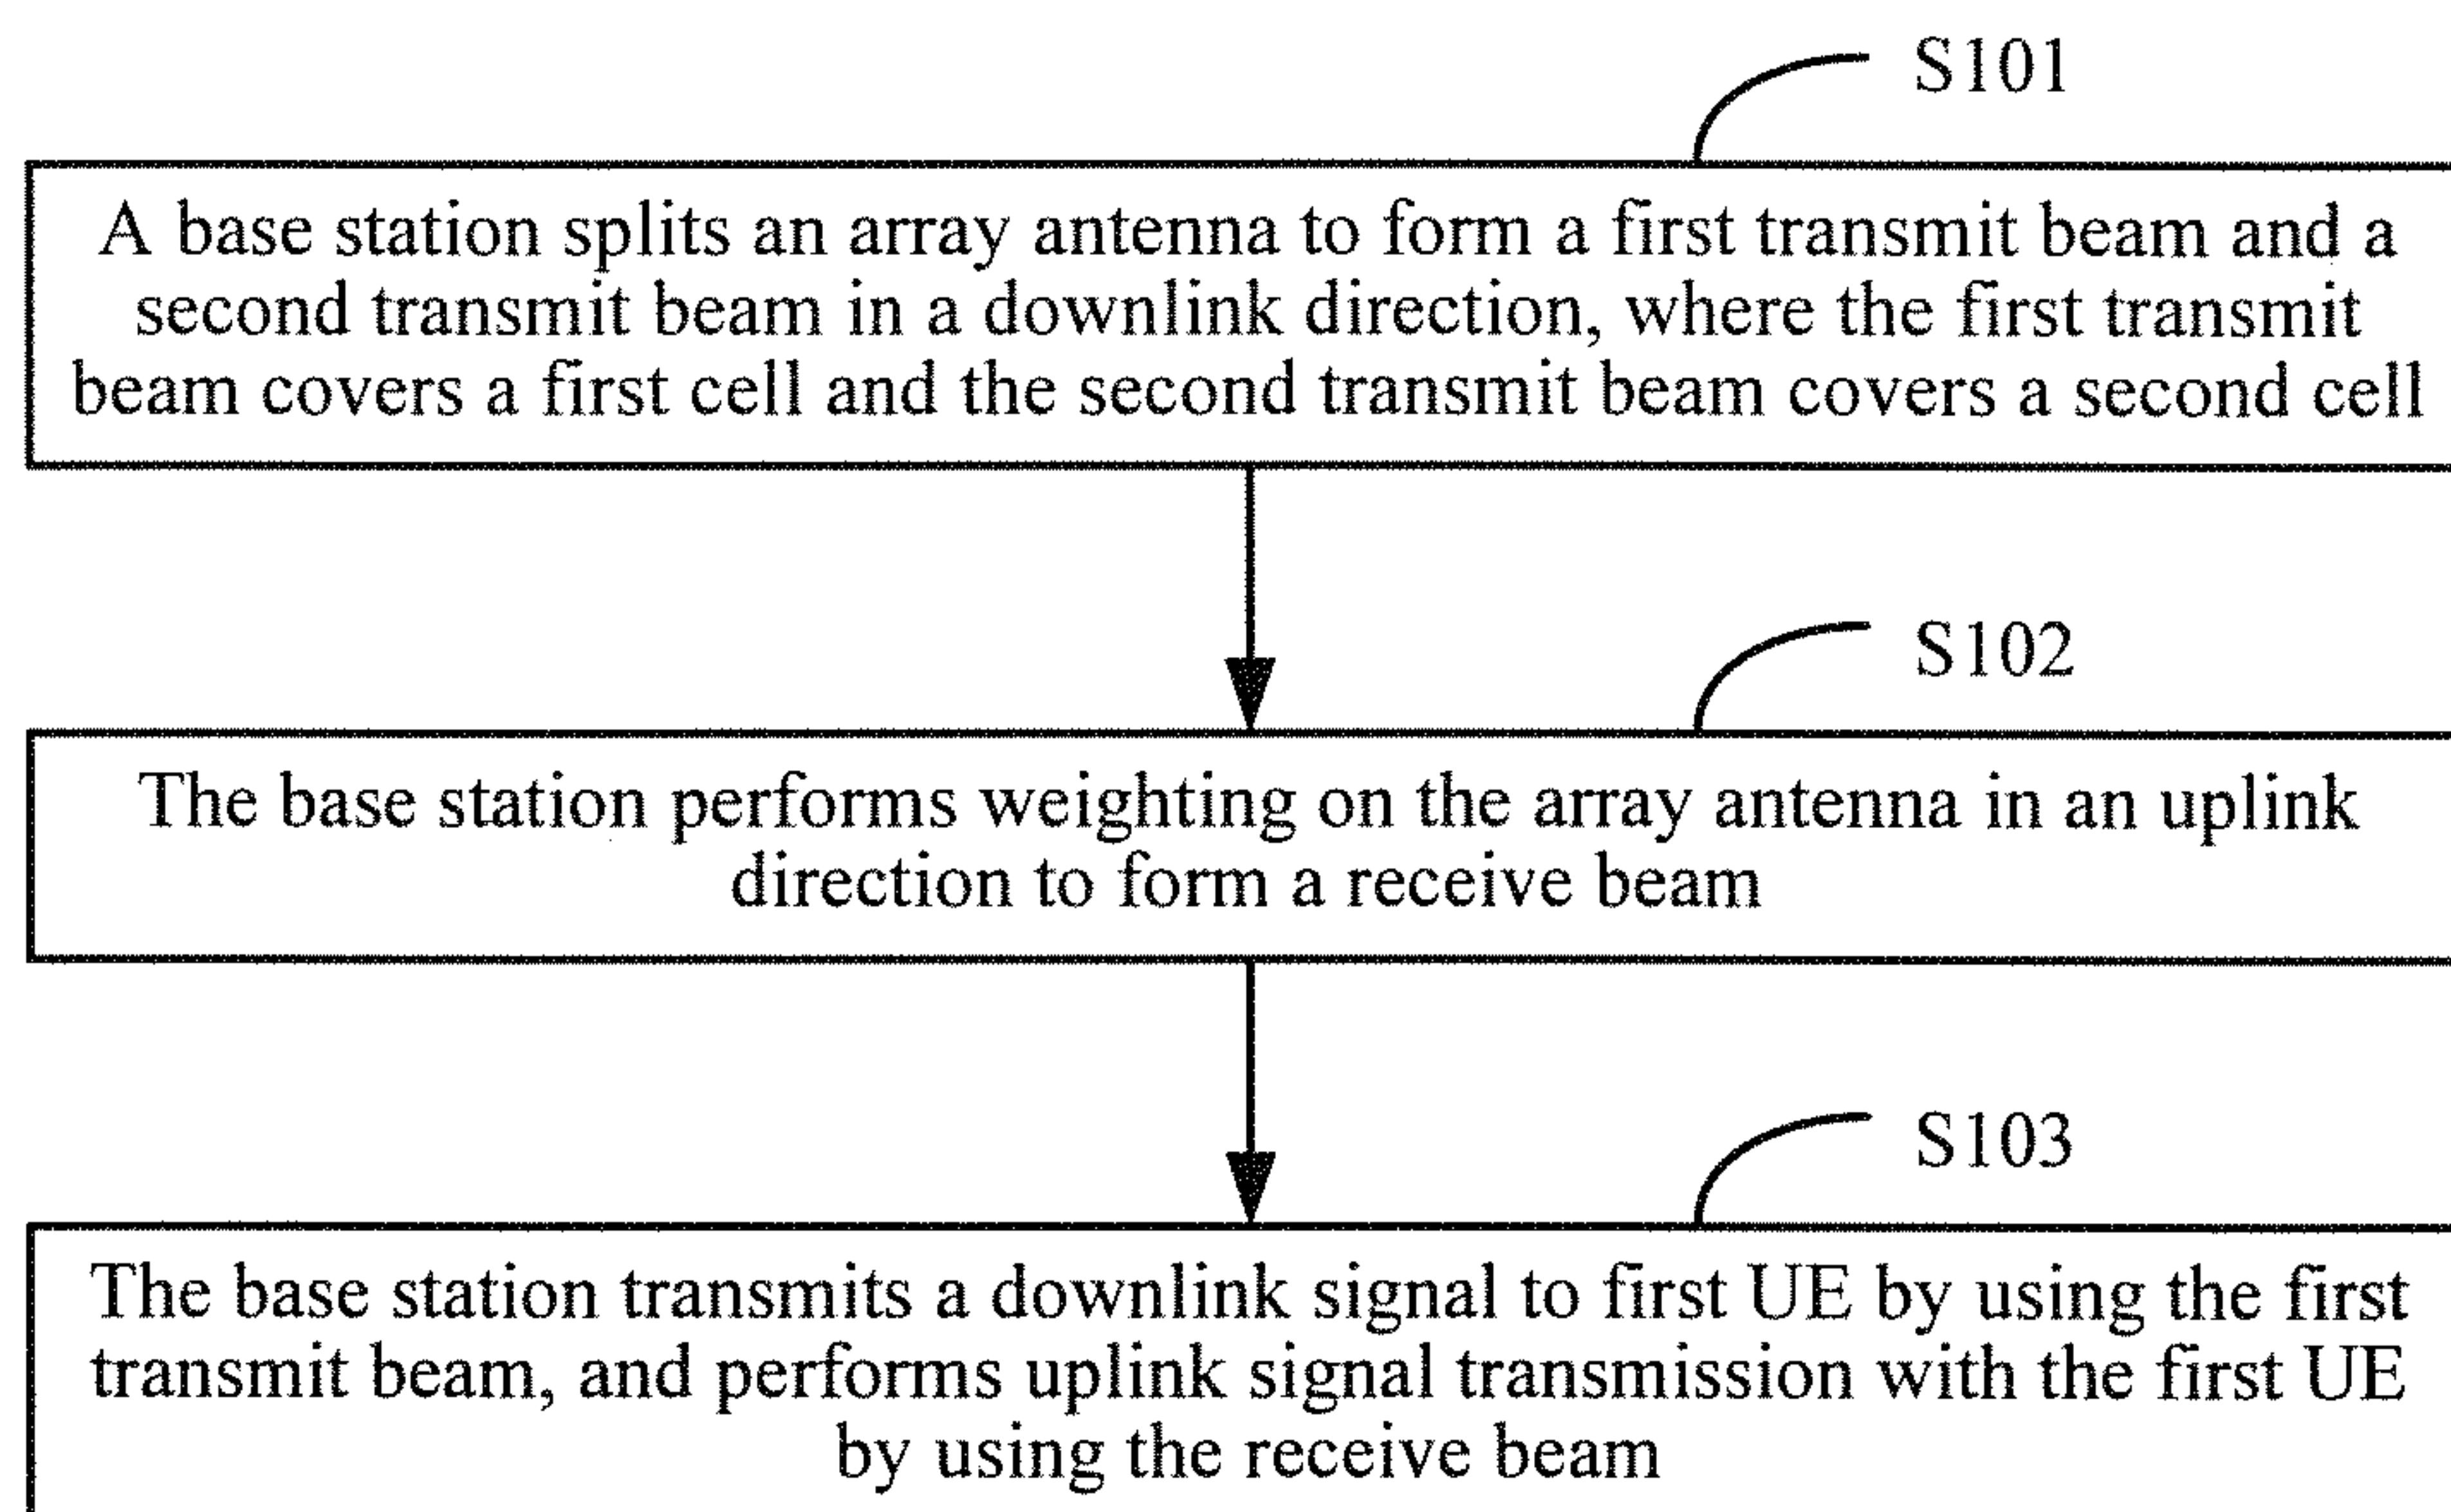 S101
A base station splits an array antenna to form a first transmit beam and a
second transmit beam in a downlink direction, where the first transmit
beam covers a first cell and the second transmit beam covers a second cell
S102
The base station performs weighting on the array antenna in an uplink
direction to form a receive beam
S103
The base station transmits a downlink signal to first UE by using the first
transmit beam, and performs uplink signal transmission with the first UE
by using the receive beam